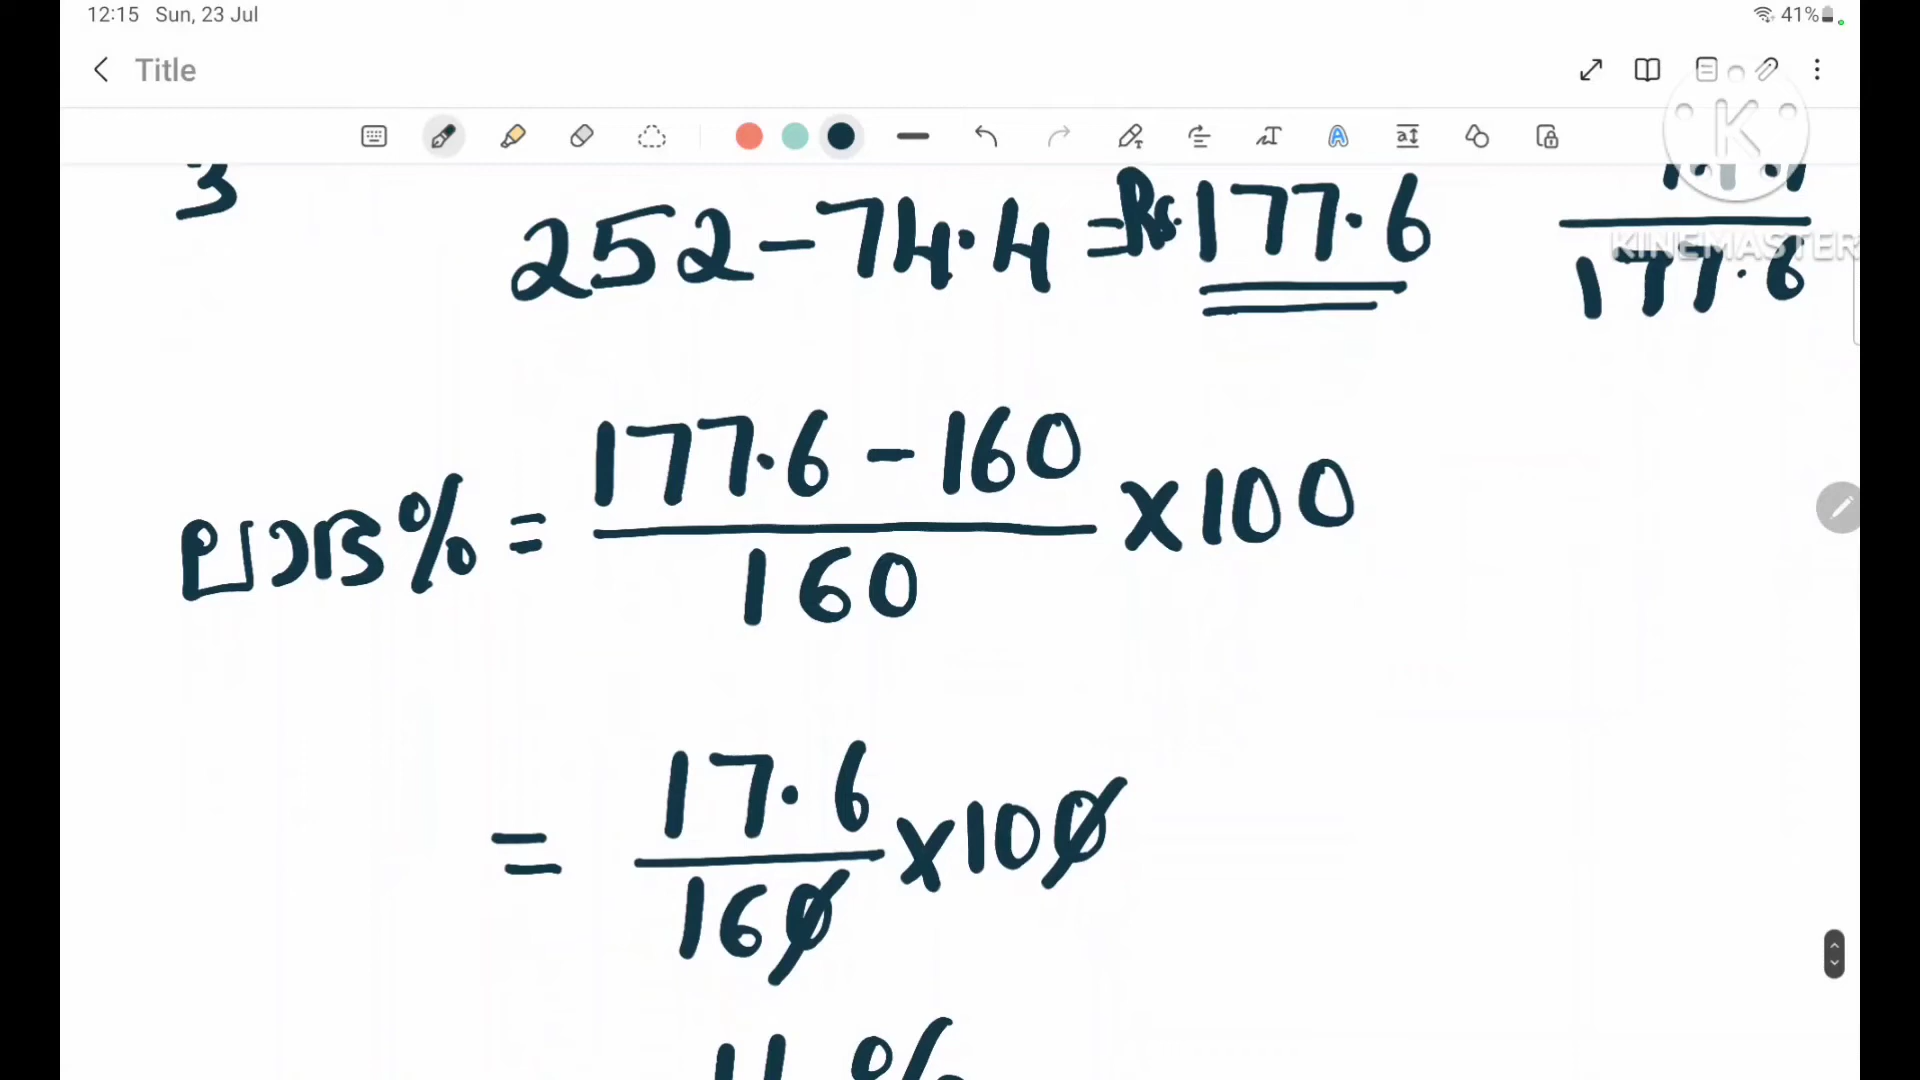 12:15 Sun, 23 Jul
41%
Title
K
KINEMASTER
3
252-74.4 = Rs.177.6
177.6
ലാഭ% = 177.6 - 160 / 160 x 100
= 17.6 / 160 x 100
11 %